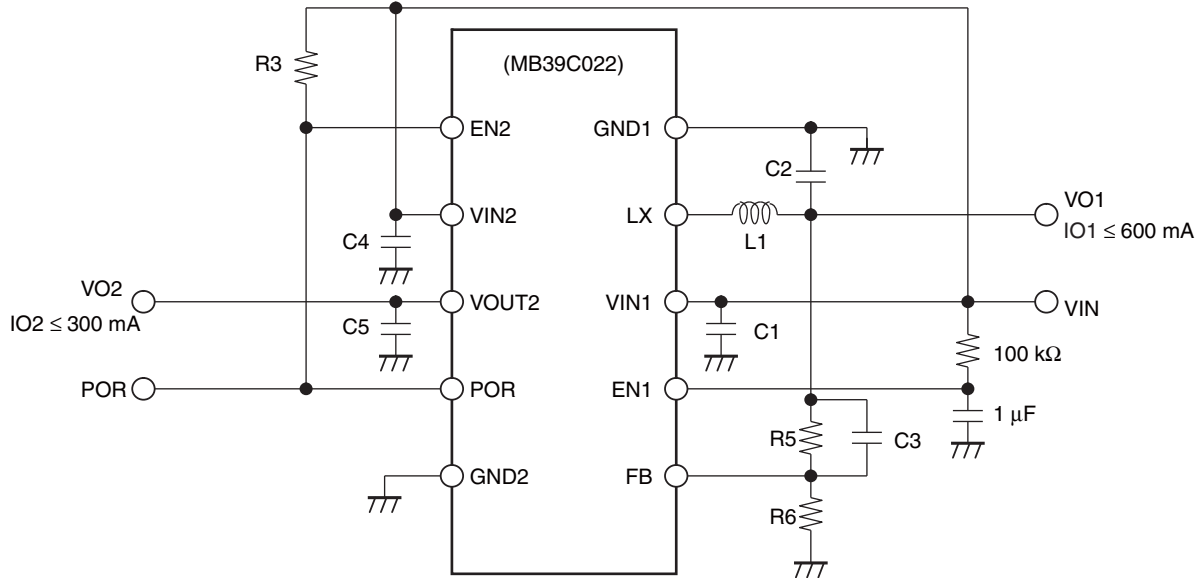 R3
(MB39C022)
EN2
GND1
C2
VIN2
LX
VO1
C4
L1
IO1 ≤ 600 mA
VO2
VOUT2
VIN1
VIN
IO2 ≤ 300 mA
C5
C1
100 kΩ
POR
POR
EN1
1 μF
R5
C3
GND2
FB
R6